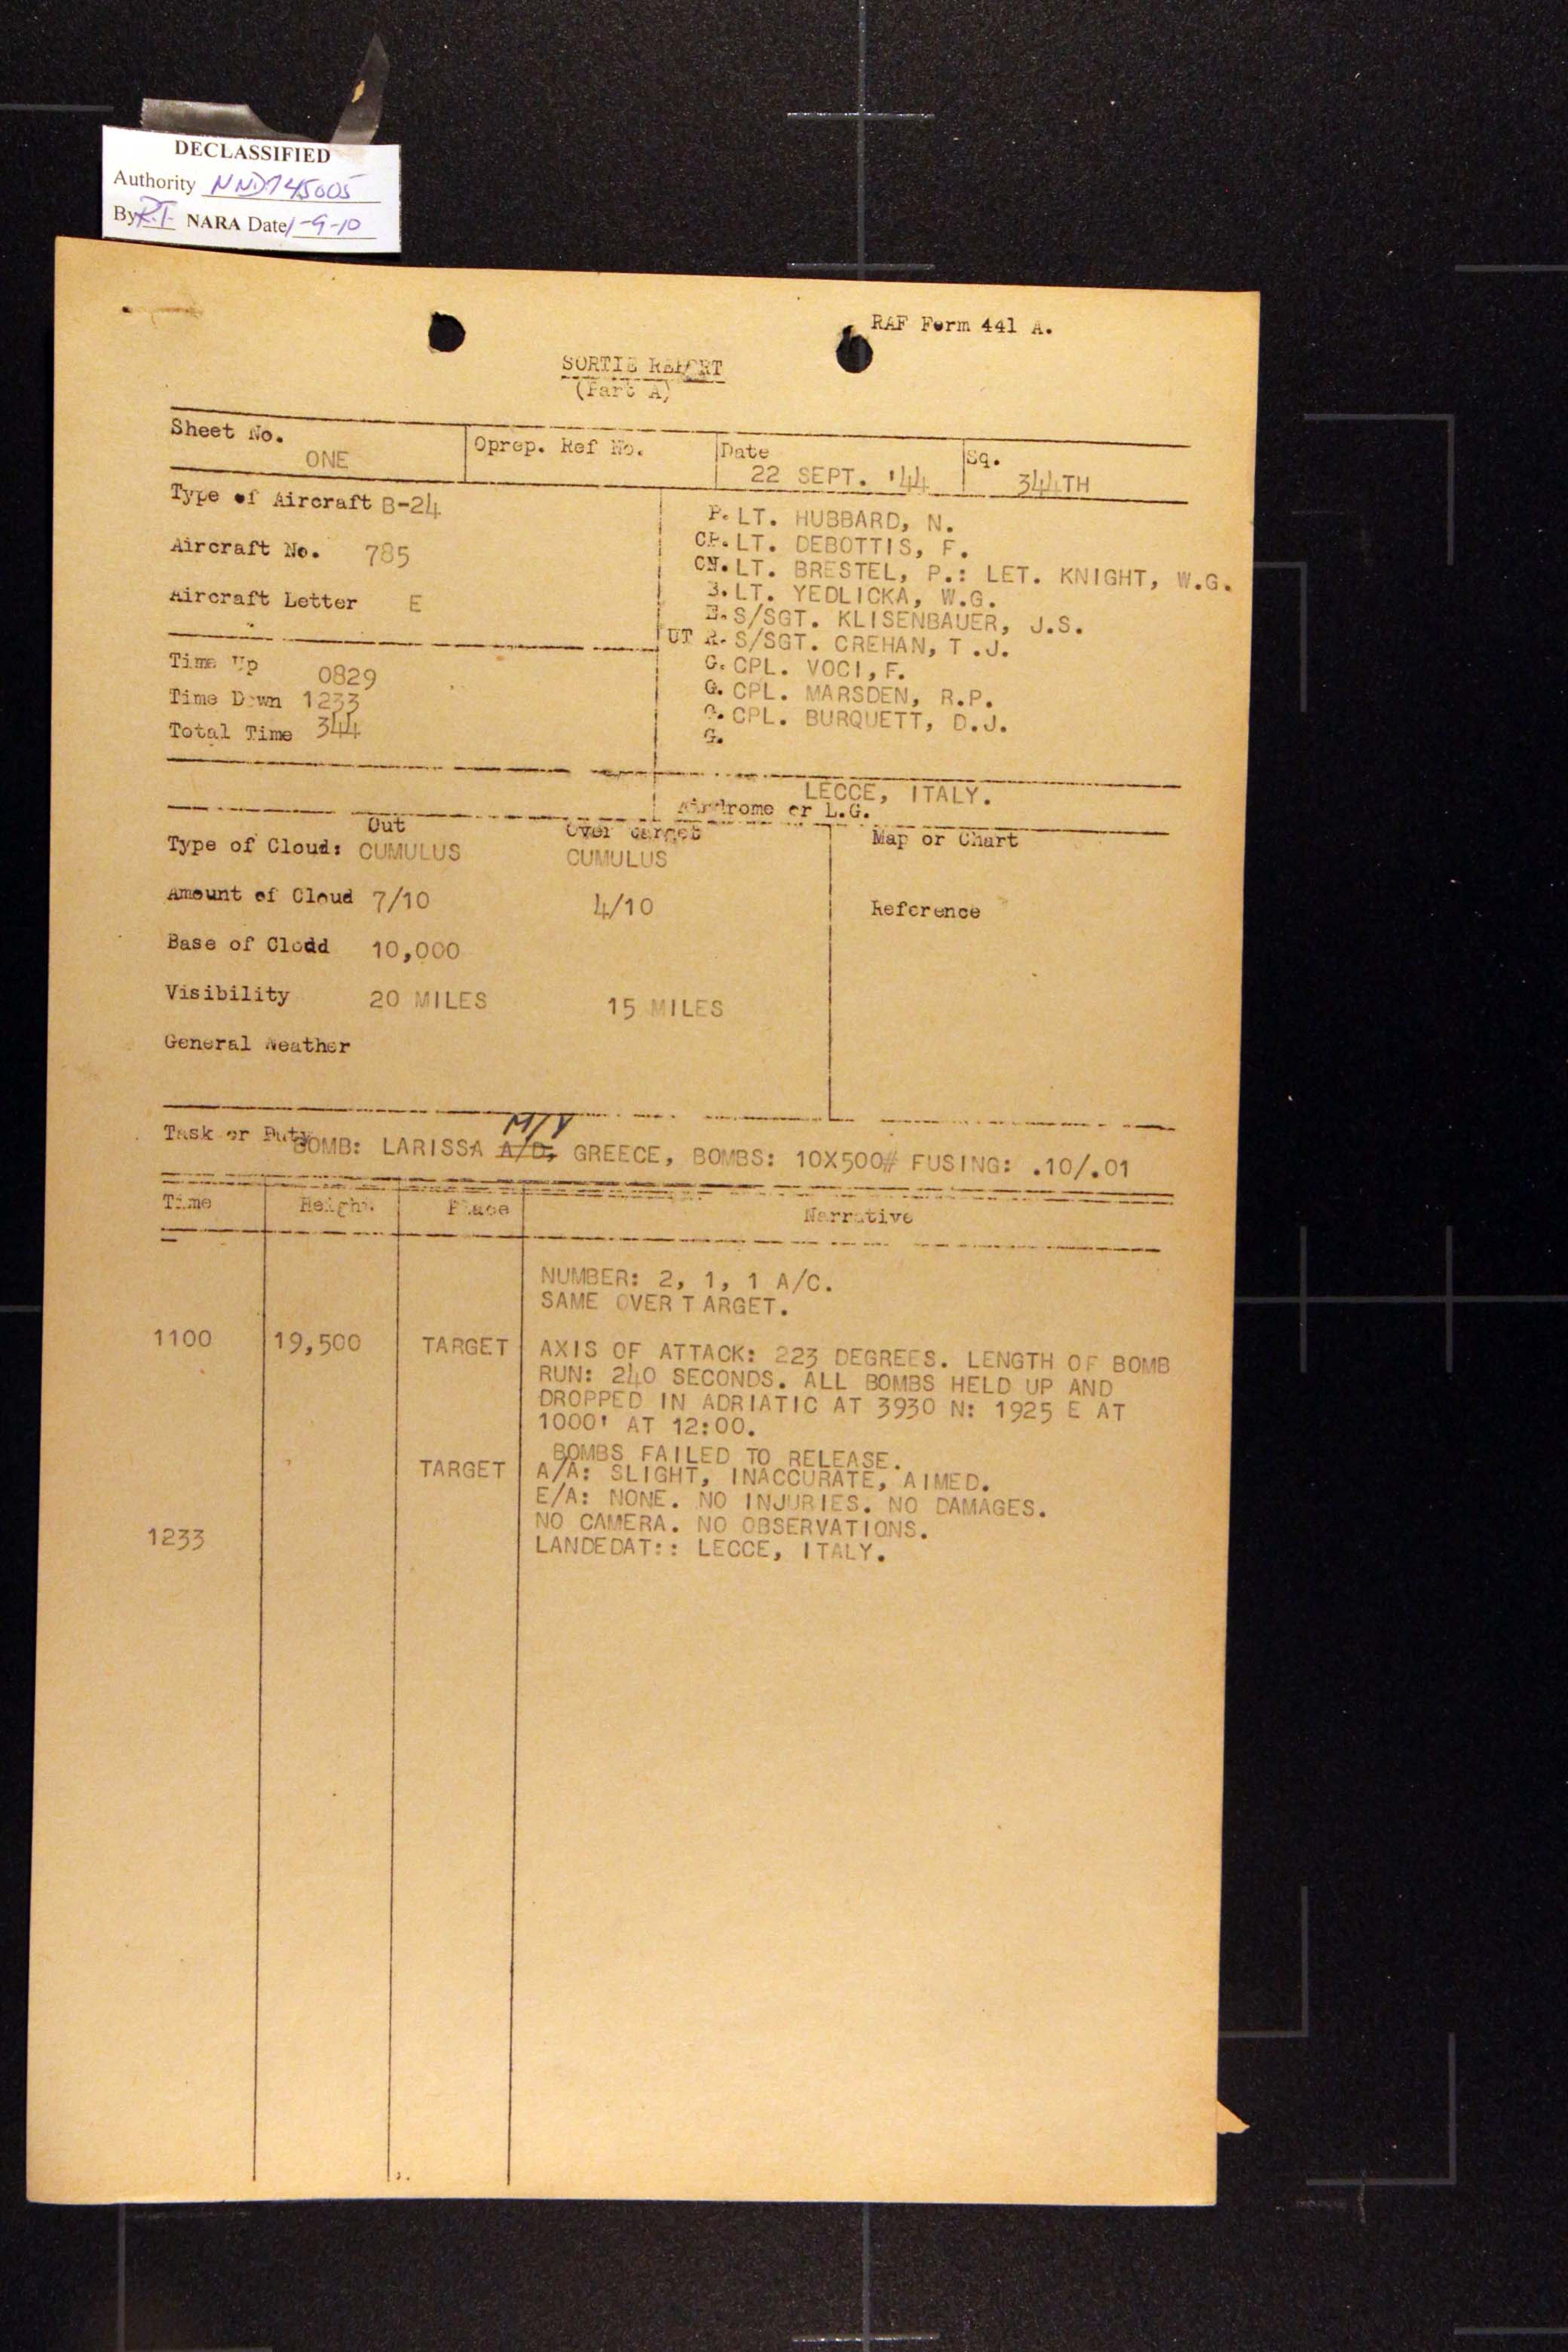 DECLASSIFIED
Authority NND745005
By R.T. NARA Date 1-9-10
RAF Form 441 A.
SORTIE REPORT
(Part A)
Sheet No. ONE Oprep. Ref No. Date 22 SEPT. '44 Sq. 344TH
Type of Aircraft B-24
Aircraft No. 785
Aircraft Letter E
Time Up 0829
Time Down 1233
Total Time 344
P. LT. HUBBARD, N.
CP. LT. DEBOTTIS, F.
CN. LT. BRESTEL, P.: LET. KNIGHT, W.G.
B. LT. YEDLICKA, W.G.
E. S/SGT. KLISENBAUER, J.S.
UT R. S/SGT. CREHAN, T .J.
G. CPL. VOCI, F.
G. CPL. MARSDEN, R.P.
G. CPL. BURQUETT, D.J.
G.
LECCE, ITALY.
Airdrome or L.G.
Out Over target Map or Chart
Type of Cloud: CUMULUS CUMULUS
Amount of Cloud 7/10 4/10 Reference
Base of Clodd 10,000
Visibility 20 MILES 15 MILES
General Weather
M/Y
Task or Duty BOMB: LARISSA A/D, GREECE, BOMBS: 10X500# FUSING: .10/.01
Time Height Place Narrative
NUMBER: 2, 1, 1 A/C.
SAME OVER T ARGET.
1100 19,500 TARGET AXIS OF ATTACK: 223 DEGREES. LENGTH OF BOMB
RUN: 240 SECONDS. ALL BOMBS HELD UP AND
DROPPED IN ADRIATIC AT 3930 N: 1925 E AT
1000' AT 12:00.
BOMBS FAILED TO RELEASE.
TARGET A/A: SLIGHT, INACCURATE, AIMED.
E/A: NONE. NO INJURIES. NO DAMAGES.
NO CAMERA. NO OBSERVATIONS.
1233 LANDEDAT:: LECCE, ITALY.